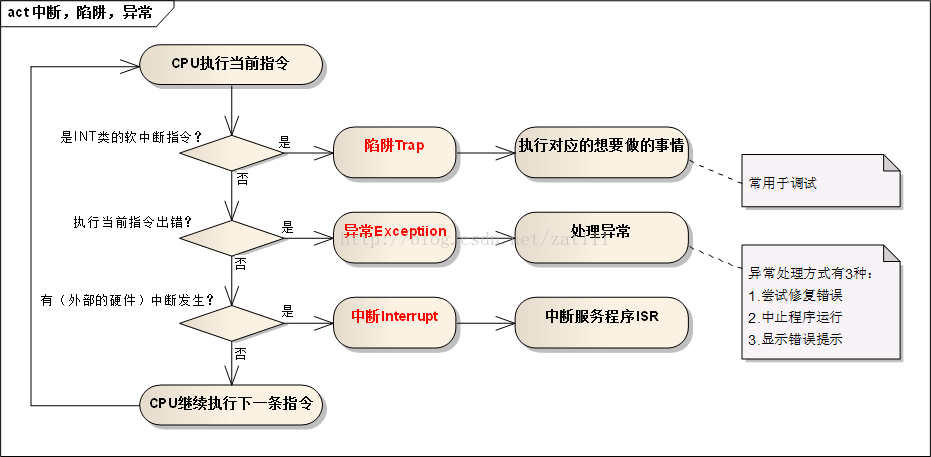 act 中断，陷阱，异常
CPU执行当前指令
是INT类的软中断指令？
是
陷阱Trap
执行对应的想要做的事情
常用于调试
否
执行当前指令出错？
是
异常Exception
处理异常
http://blog.csdn.net/zatiff
异常处理方式有3种：
1.尝试修复错误
2.中止程序运行
3.显示错误提示
否
有（外部的硬件）中断发生？
是
中断Interrupt
中断服务程序ISR
否
CPU继续执行下一条指令